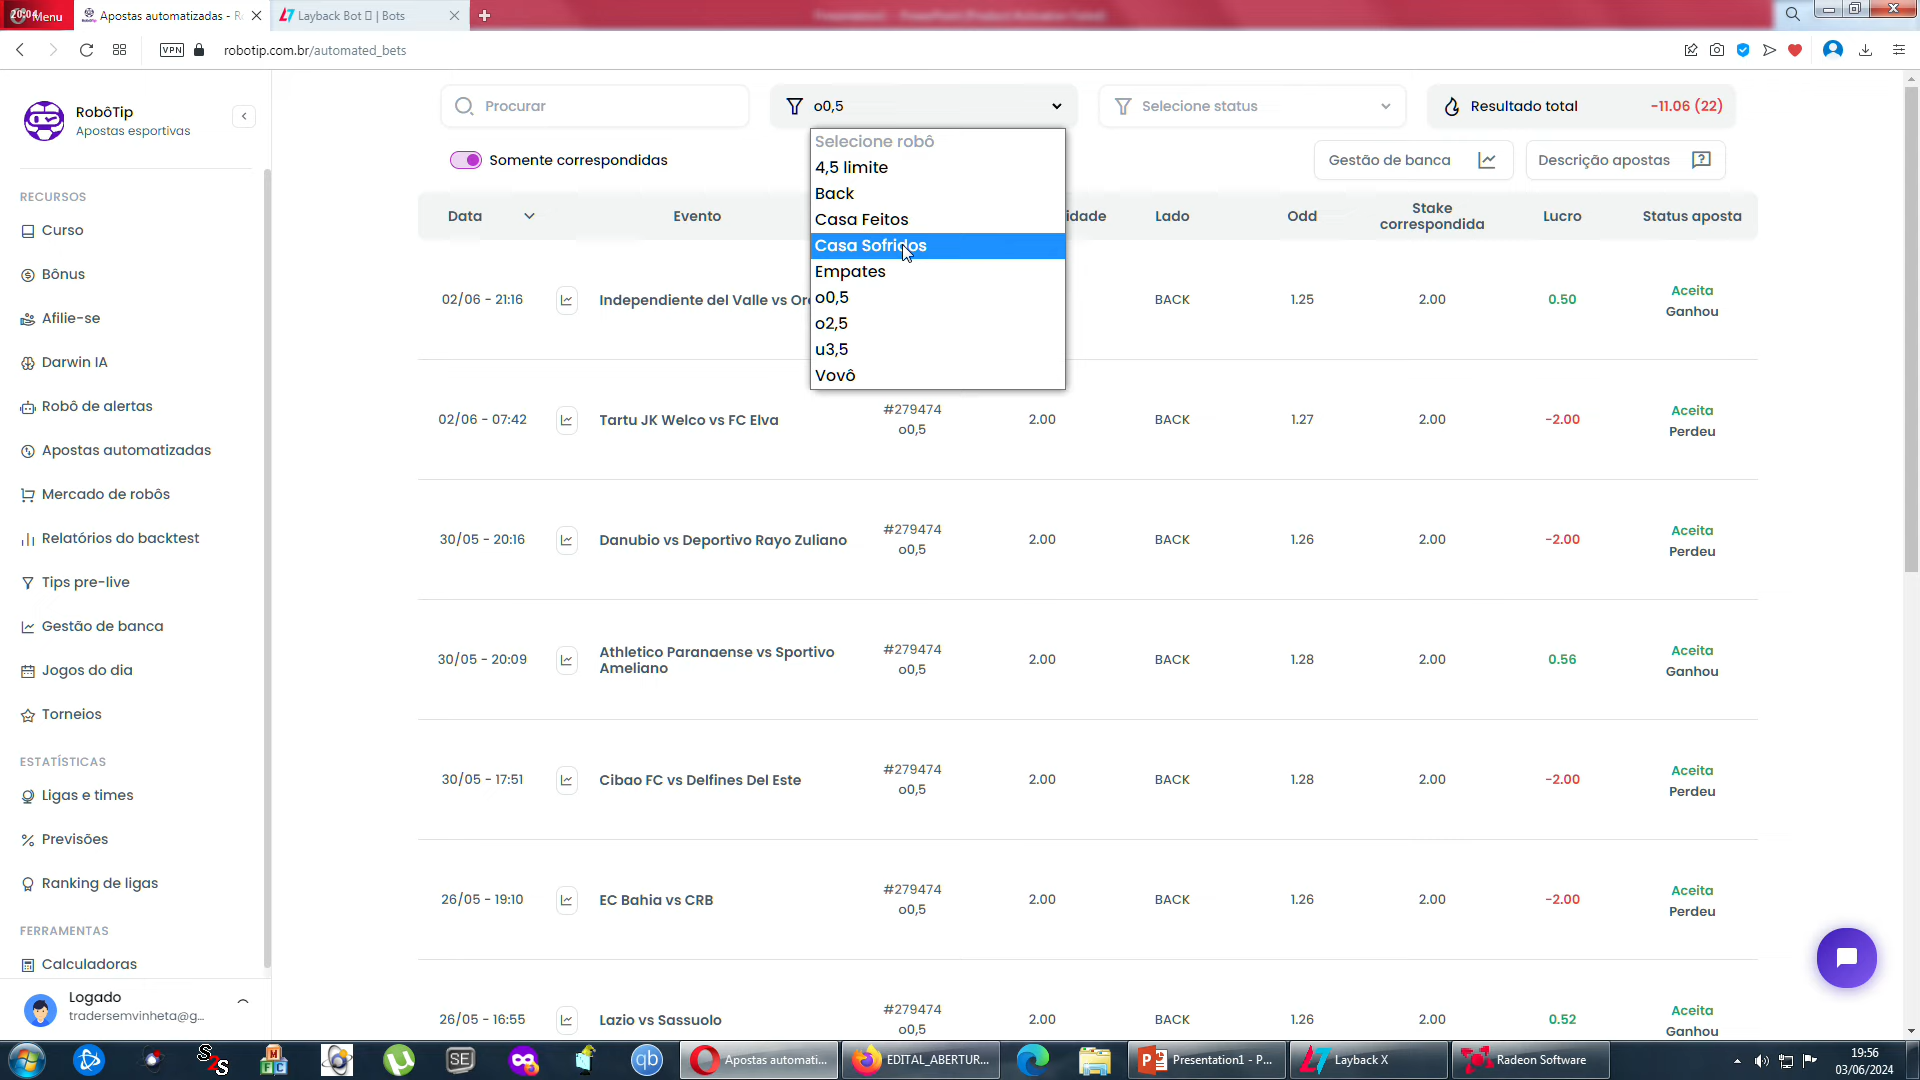 20:04
Menu
Apostas automatizadas - R
Layback Bot | Bots
Presentation1 - PowerPoint (Product Activation Failed)
VPN
robotip.com.br/automated_bets
RobôTip
Apostas esportivas
RECURSOS
Curso
Bônus
Afilie-se
Darwin IA
Robô de alertas
Apostas automatizadas
Mercado de robôs
Relatórios do backtest
Tips pre-live
Gestão de banca
Jogos do dia
Torneios
ESTATÍSTICAS
Ligas e times
Previsões
Ranking de ligas
FERRAMENTAS
Calculadoras
Logado
tradersemvinheta@g...
Procurar
o0,5
Selecione status
Resultado total
-11.06 (22)
Somente correspondidas
Gestão de banca
Descrição apostas
Selecione robô
4,5 limite
Back
Casa Feitos
Casa Sofridos
Empates
o0,5
o2,5
u3,5
Vovô
Data
Evento
idade
Lado
Odd
Stake
correspondida
Lucro
Status aposta
02/06 - 21:16
Independiente del Valle vs Or
BACK
1.25
2.00
0.50
Aceita
Ganhou
02/06 - 07:42
Tartu JK Welco vs FC Elva
#279474
o0,5
2.00
BACK
1.27
2.00
-2.00
Aceita
Perdeu
30/05 - 20:16
Danubio vs Deportivo Rayo Zuliano
#279474
o0,5
2.00
BACK
1.26
2.00
-2.00
Aceita
Perdeu
30/05 - 20:09
Athletico Paranaense vs Sportivo
Ameliano
#279474
o0,5
2.00
BACK
1.28
2.00
0.56
Aceita
Ganhou
30/05 - 17:51
Cibao FC vs Delfines Del Este
#279474
o0,5
2.00
BACK
1.28
2.00
-2.00
Aceita
Perdeu
26/05 - 19:10
EC Bahia vs CRB
#279474
o0,5
2.00
BACK
1.26
2.00
-2.00
Aceita
Perdeu
26/05 - 16:55
Lazio vs Sassuolo
#279474
o0,5
2.00
BACK
1.26
2.00
0.52
Aceita
Ganhou
S2S
M
F C
SE
qb
Apostas automati...
EDITAL_ABERTUR...
Presentation1 - P...
Layback X
Radeon Software
19:56
03/06/2024